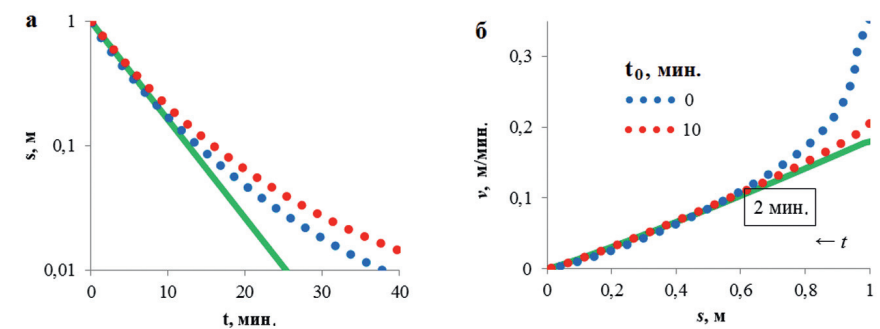 а
1
0,1
0,01
s, м
0 10 20 30 40
t, мин.
б
0,3
0,2
0,1
0
v, м/мин.
t₀, мин.
0
10
2 мин.
← t
0 0,2 0,4 0,6 0,8 1
s, м